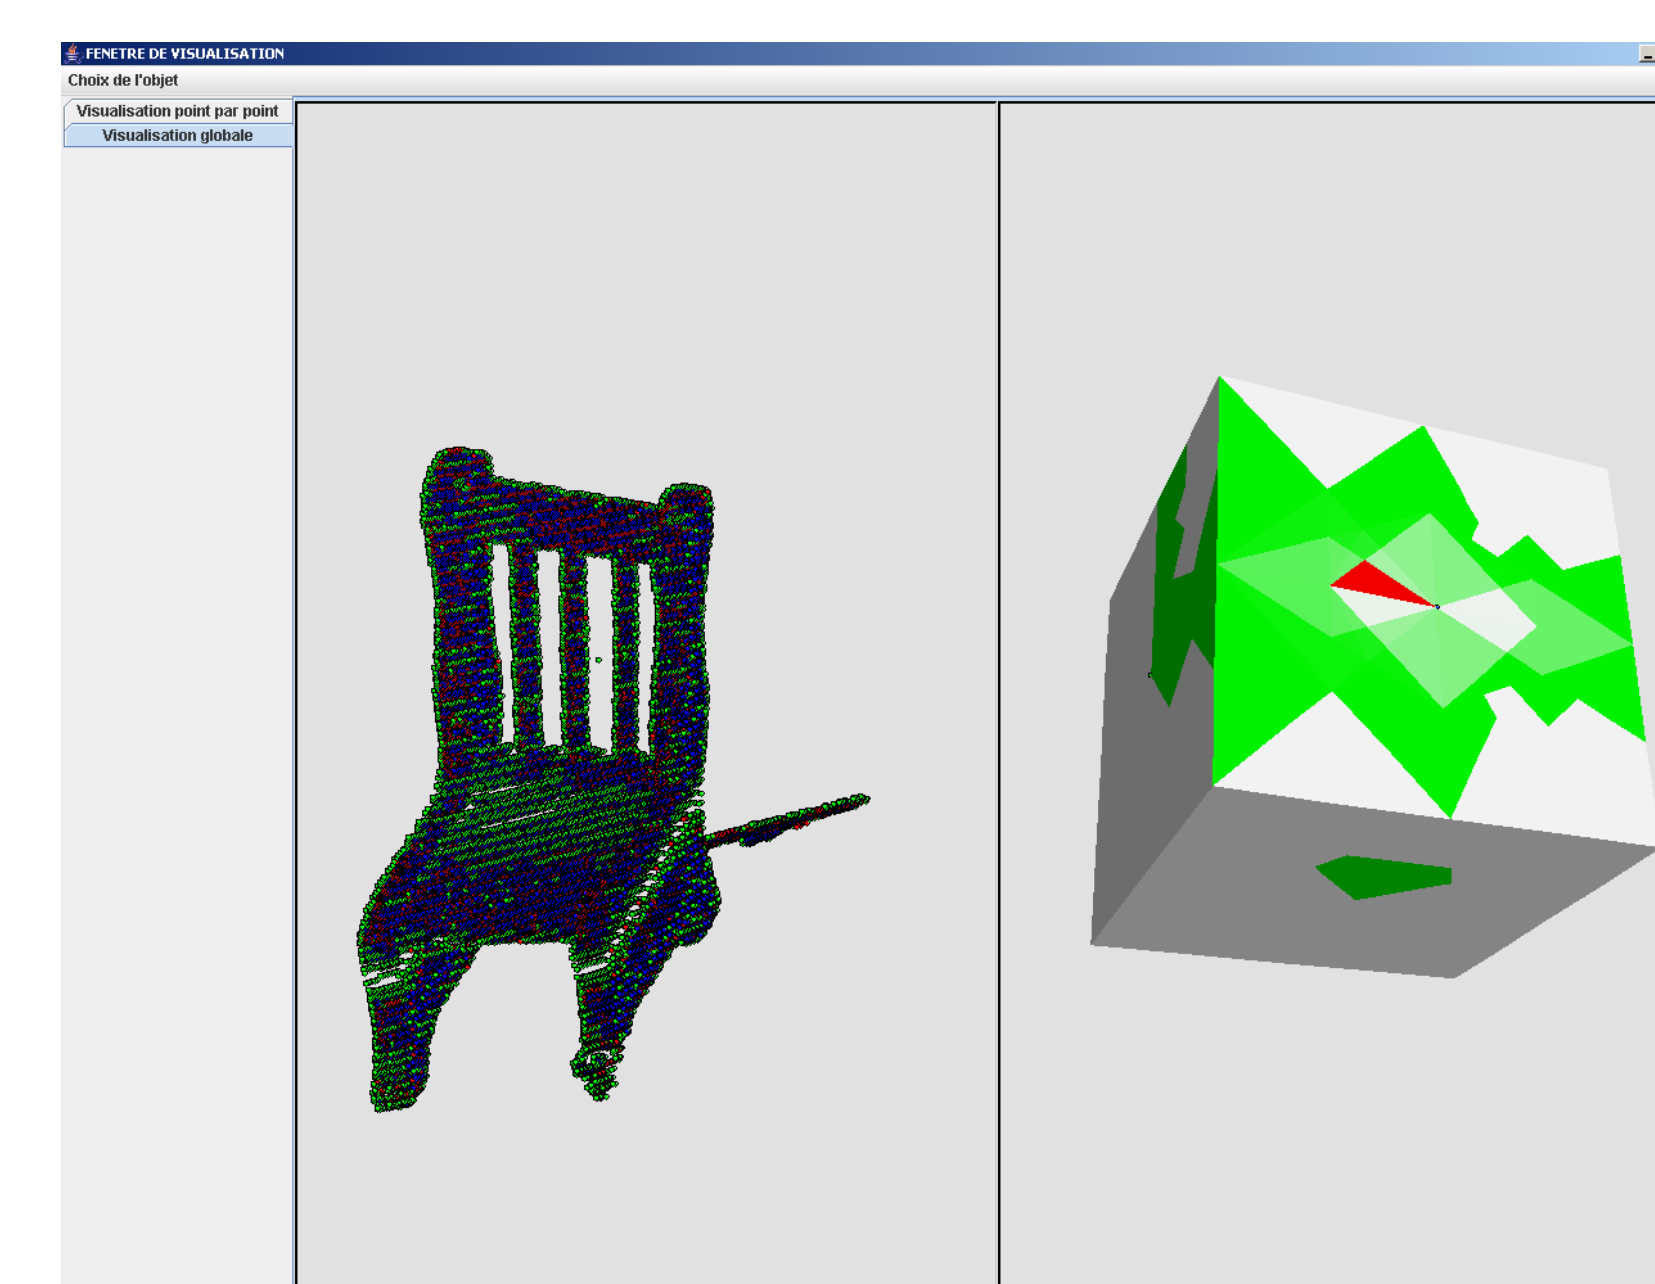 FENETRE DE VISUALISATION
Choix de l'objet
Visualisation point par point
Visualisation globale